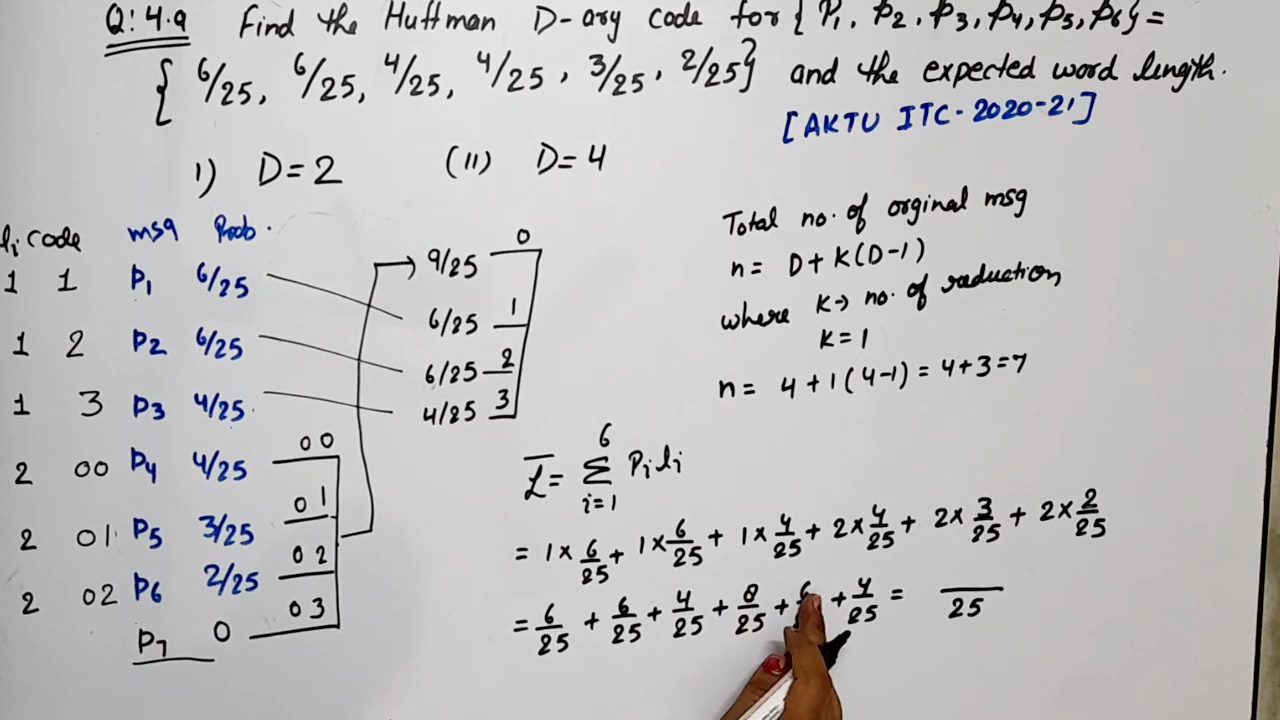 Q: 4.9 Find the Huffman D-ary code for { P1, P2, P3, P4, P5, P6} =
{ 6/25, 6/25, 4/25, 4/25, 3/25, 2/25} and the expected word length.
[AKTU ITC- 2020-21]
i) D=2 (II) D=4
li code msg Prob.
1 1 P1 6/25
1 2 P2 6/25
1 3 P3 4/25
2 00 P4 4/25 00
2 01 P5 3/25 01
2 02 P6 2/25 02
P7 0 03
9/25 0
6/25 1
6/25 2
4/25 3
Total no. of orginal msg
n= D+K(D-1)
where K→ no. of reduction
K=1
n= 4+1(4-1) = 4+3=7
L̅= Σ(i=1 to 6) Pi li
= 1×6/25 + 1×6/25 + 1×4/25 + 2×4/25 + 2×3/25 + 2×2/25
= 6/25 + 6/25 + 4/25 + 8/25 + 6 + 4/25 = /25